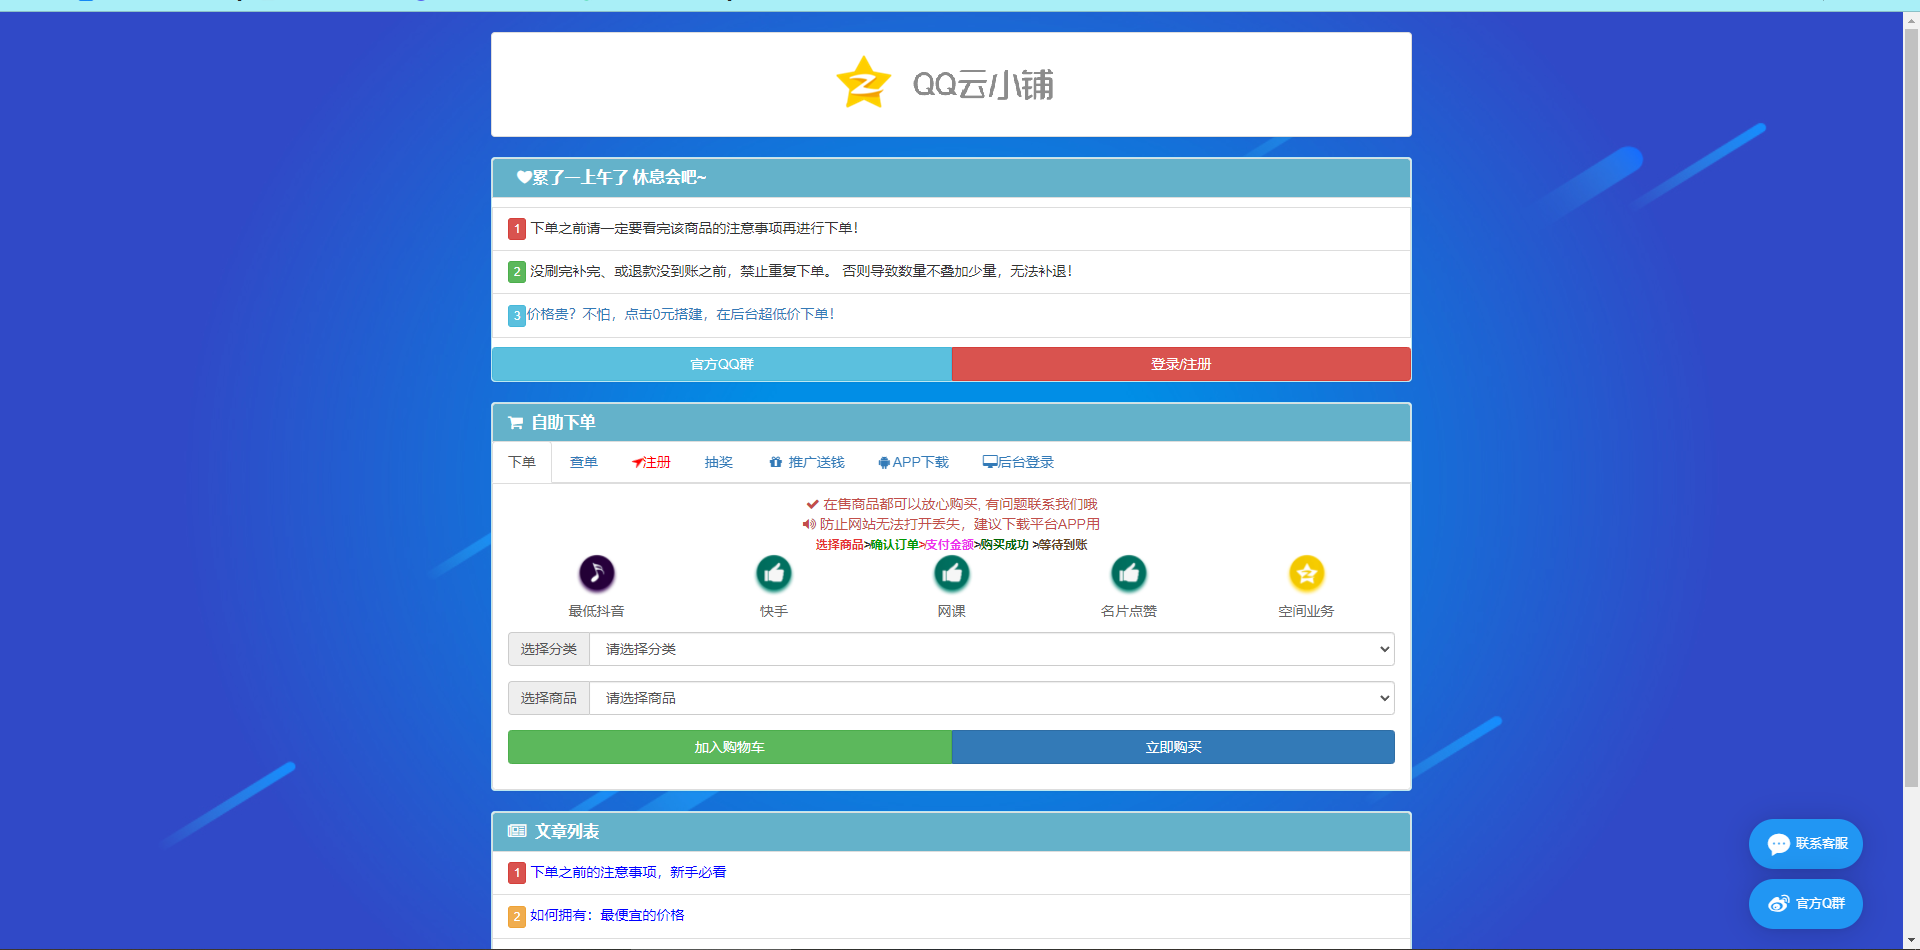 QQ云小铺
累了一上午了 休息会吧~
1 下单之前请一定要看完该商品的注意事项再进行下单！
2 没刷完补完、或退款没到账之前，禁止重复下单。 否则导致数量不叠加少量，无法补退！
3 价格贵？不怕，点击0元搭建，在后台超低价下单！
官方QQ群 登录/注册
自助下单
下单 查单 注册 抽奖 推广送钱 APP下载 后台登录
在售商品都可以放心购买, 有问题联系我们哦
防止网站无法打开丢失，建议下载平台APP用
选择商品>确认订单>支付金额>购买成功 >等待到账
最低抖音 快手 网课 名片点赞 空间业务
选择分类 请选择分类
选择商品 请选择商品
加入购物车 立即购买
文章列表
1 下单之前的注意事项，新手必看
2 如何拥有：最便宜的价格
联系客服
官方Q群